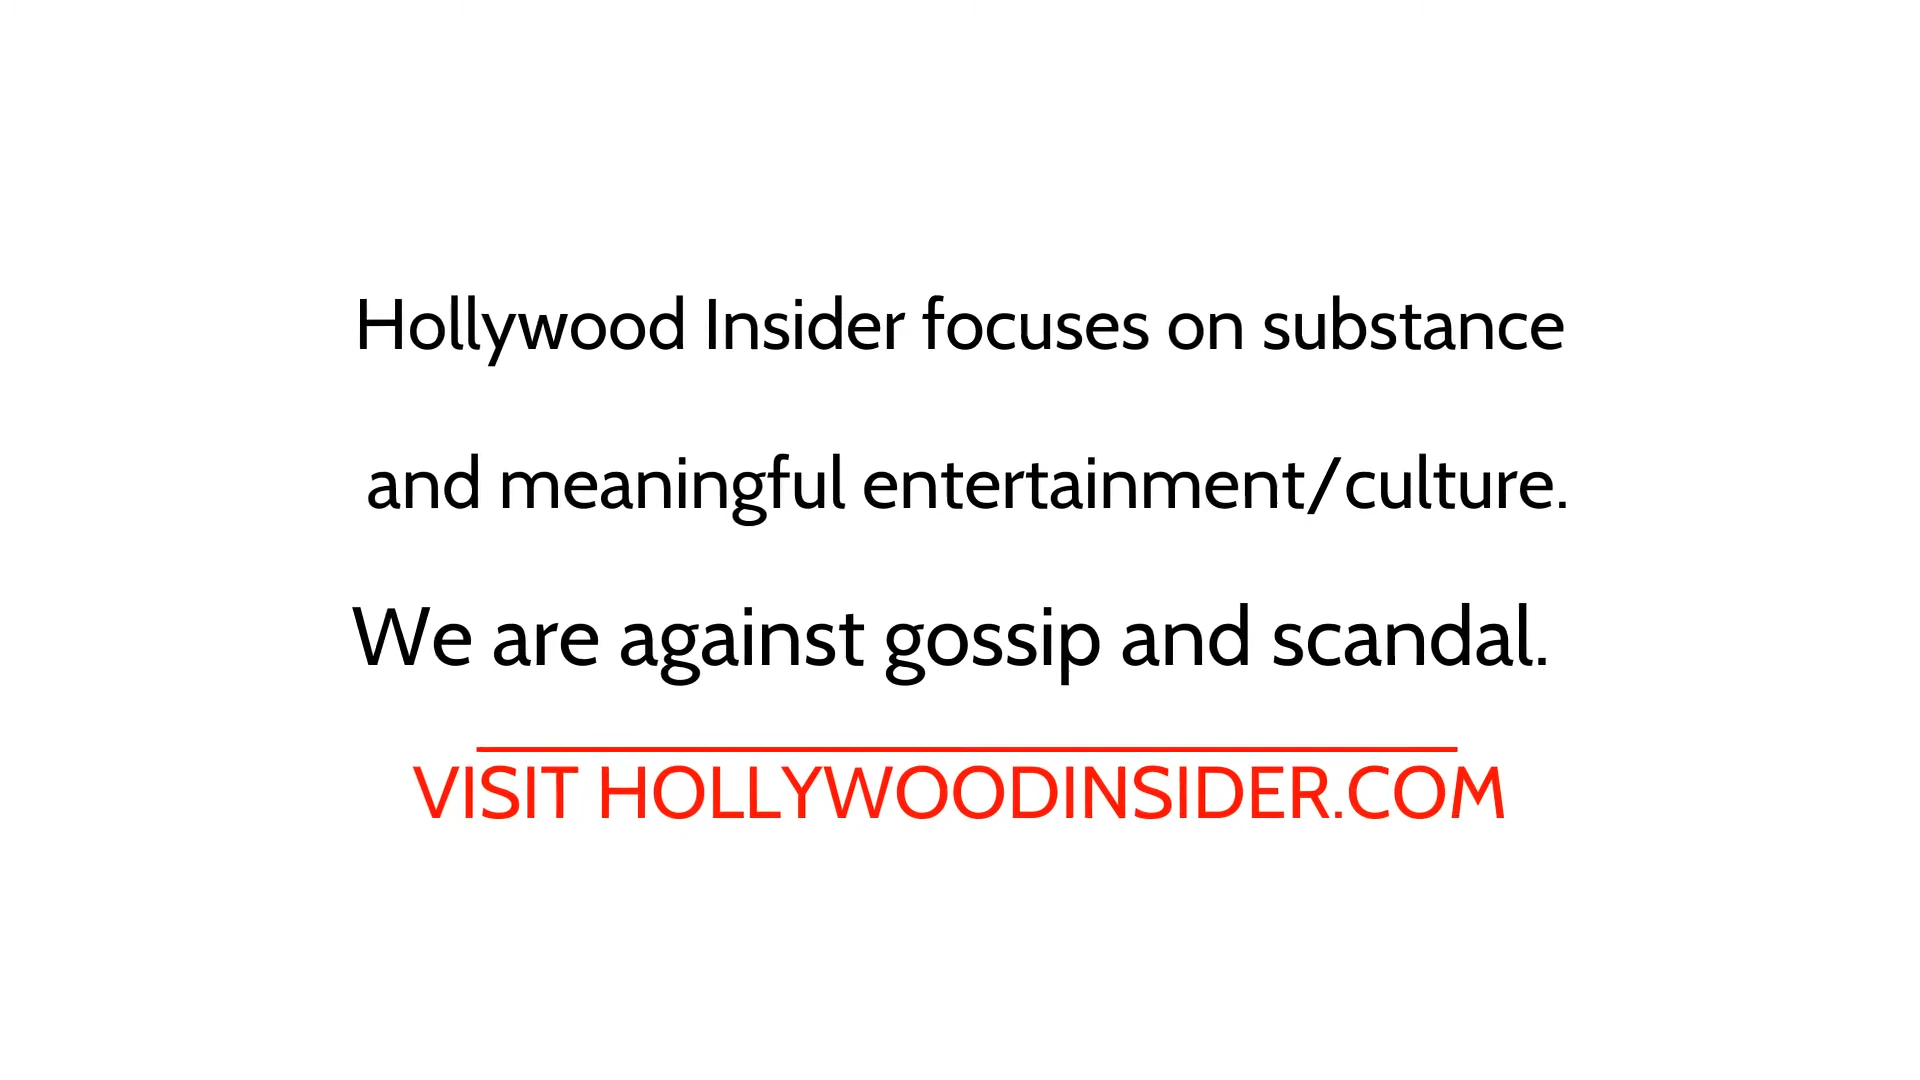 Hollywood Insider focuses on substance
and meaningful entertainment/culture.
We are against gossip and scandal.
VISIT HOLLYWOODINSIDER.COM